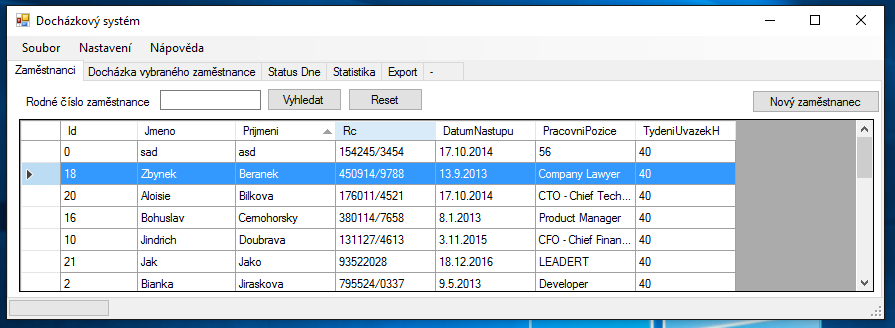 Docházkový systém
Soubor Nastavení Nápověda
Zaměstnanci Docházka vybraného zaměstnance Status Dne Statistika Export -
Rodné číslo zaměstnance Vyhledat Reset Nový zaměstnanec
Id Jmeno Prijmeni Rc DatumNastupu PracovniPozice TydeniUvazekH
0 sad asd 154245/3454 17.10.2014 56 40
18 Zbynek Beranek 450914/9788 13.9.2013 Company Lawyer 40
20 Aloisie Bilkova 176011/4521 17.10.2014 CTO - Chief Tech... 40
16 Bohuslav Cernohorsky 380114/7658 8.1.2013 Product Manager 40
10 Jindrich Doubrava 131127/4613 3.11.2015 CFO - Chief Finan... 40
21 Jak Jako 93522028 18.12.2016 LEADERT 40
2 Bianka Jiraskova 795524/0337 9.5.2013 Developer 40